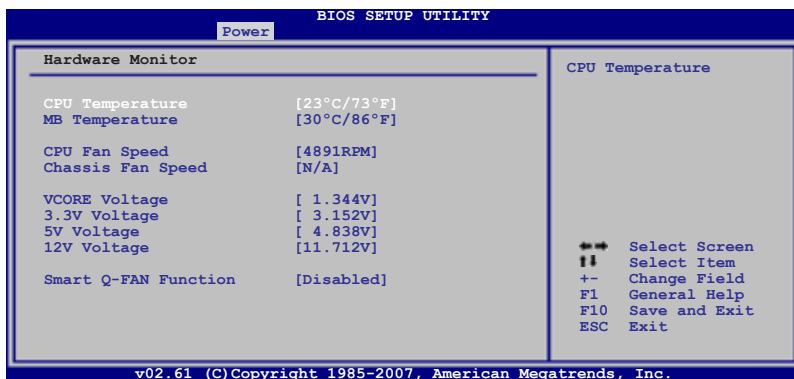 BIOS SETUP UTILITY
Power
Hardware Monitor
CPU Temperature [23°C/73°F]
MB Temperature [30°C/86°F]
CPU Fan Speed [4891RPM]
Chassis Fan Speed [N/A]
VCORE Voltage [ 1.344V]
3.3V Voltage [ 3.152V]
5V Voltage [ 4.838V]
12V Voltage [11.712V]
Smart Q-FAN Function [Disabled]
CPU Temperature
←→ Select Screen
↑↓ Select Item
+- Change Field
F1 General Help
F10 Save and Exit
ESC Exit
v02.61 (C)Copyright 1985-2007, American Megatrends, Inc.